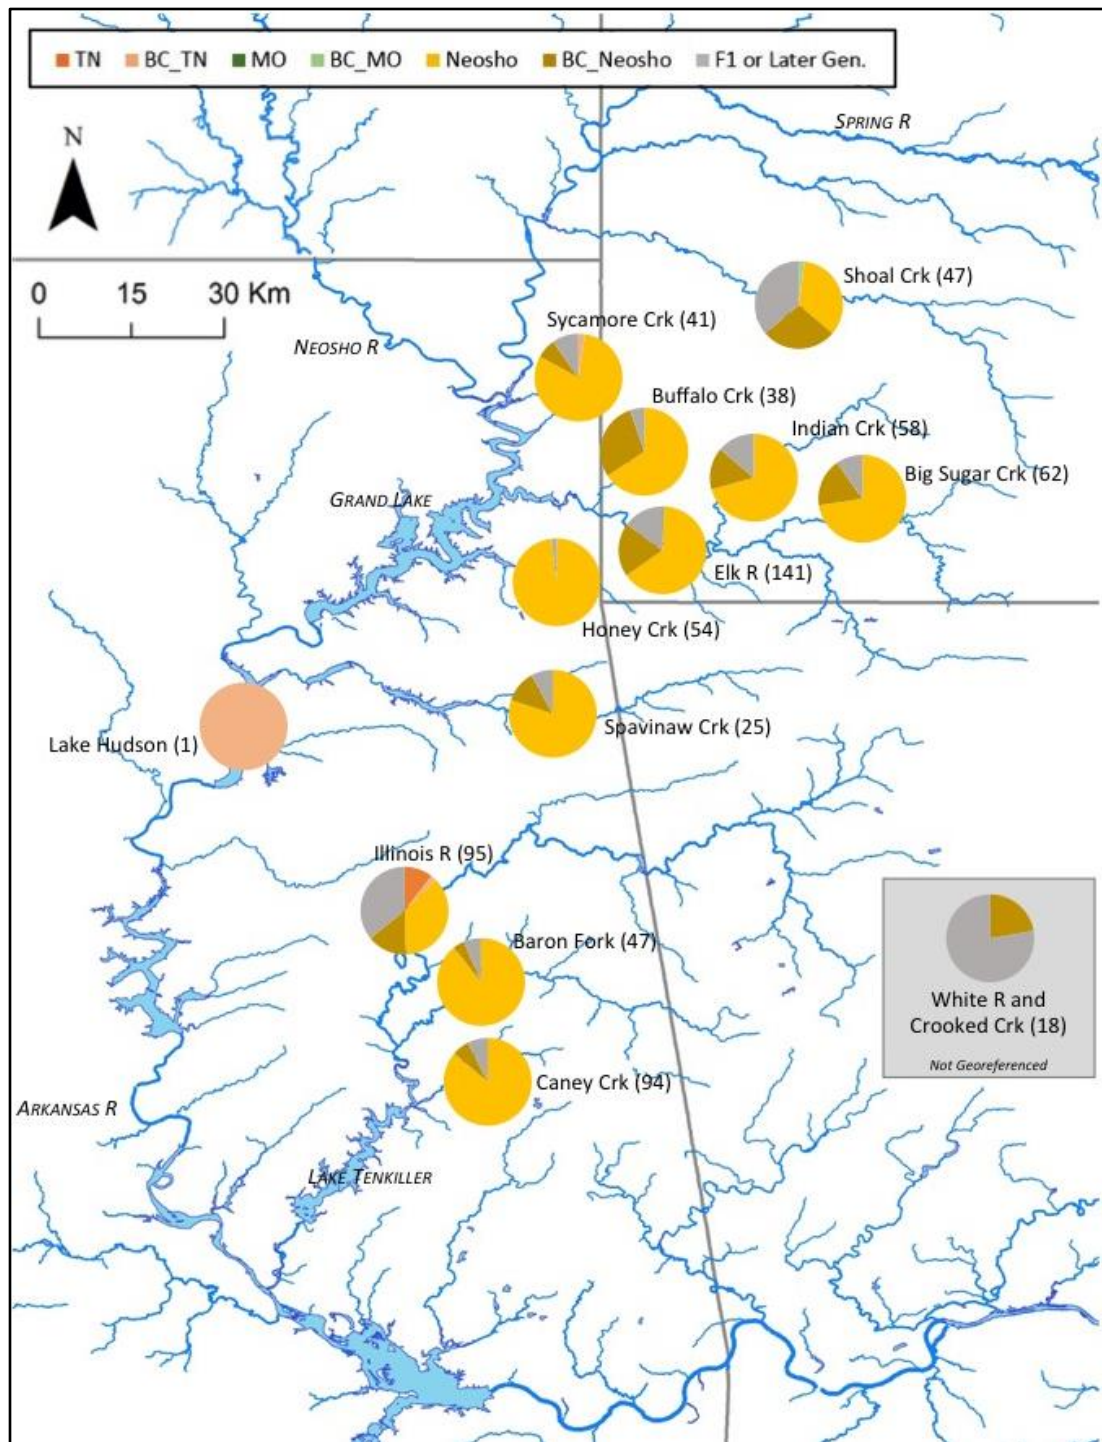 TN BC_TN MO BC_MO Neosho BC_Neosho F1 or Later Gen.
SPRING R
N
Shoal Crk (47)
0 15 30 Km
Sycamore Crk (41)
NEOSHO R
Buffalo Crk (38)
Indian Crk (58)
Big Sugar Crk (62)
GRAND LAKE
Elk R (141)
Honey Crk (54)
Spavinaw Crk (25)
Lake Hudson (1)
Illinois R (95)
Baron Fork (47)
White R and
Crooked Crk (18)
Not Georeferenced
Caney Crk (94)
ARKANSAS R
LAKE TENKILLER